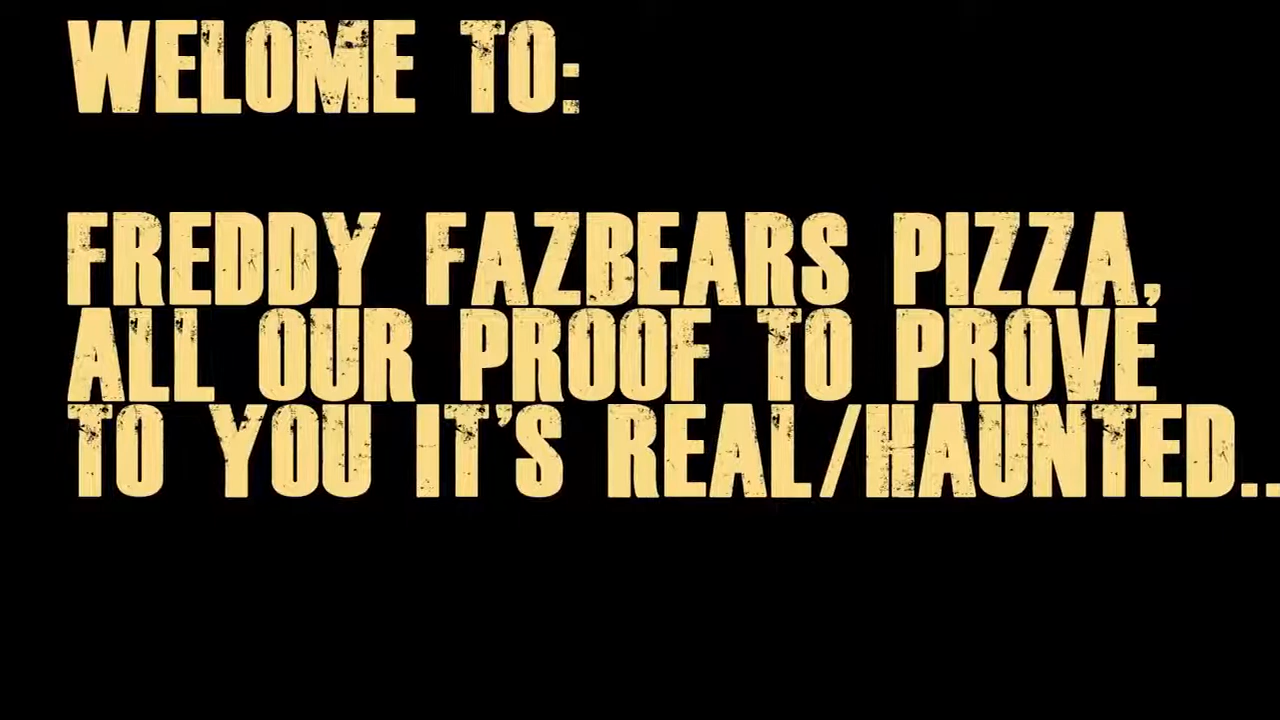 WELOME TO:
FREDDY FAZBEARS PIZZA,
ALL OUR PROOF TO PROVE
TO YOU IT'S REAL/HAUNTED..